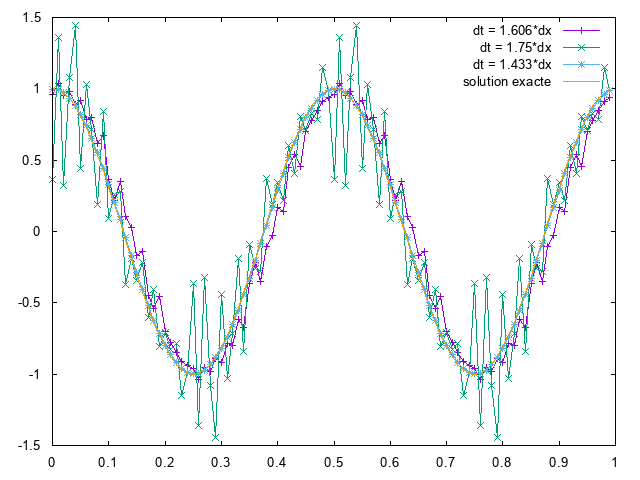 1.5
1
0.5
0
-0.5
-1
-1.5
dt = 1.606*dx
dt = 1.75*dx
dt = 1.433*dx
solution exacte
0 0.1 0.2 0.3 0.4 0.5 0.6 0.7 0.8 0.9 1